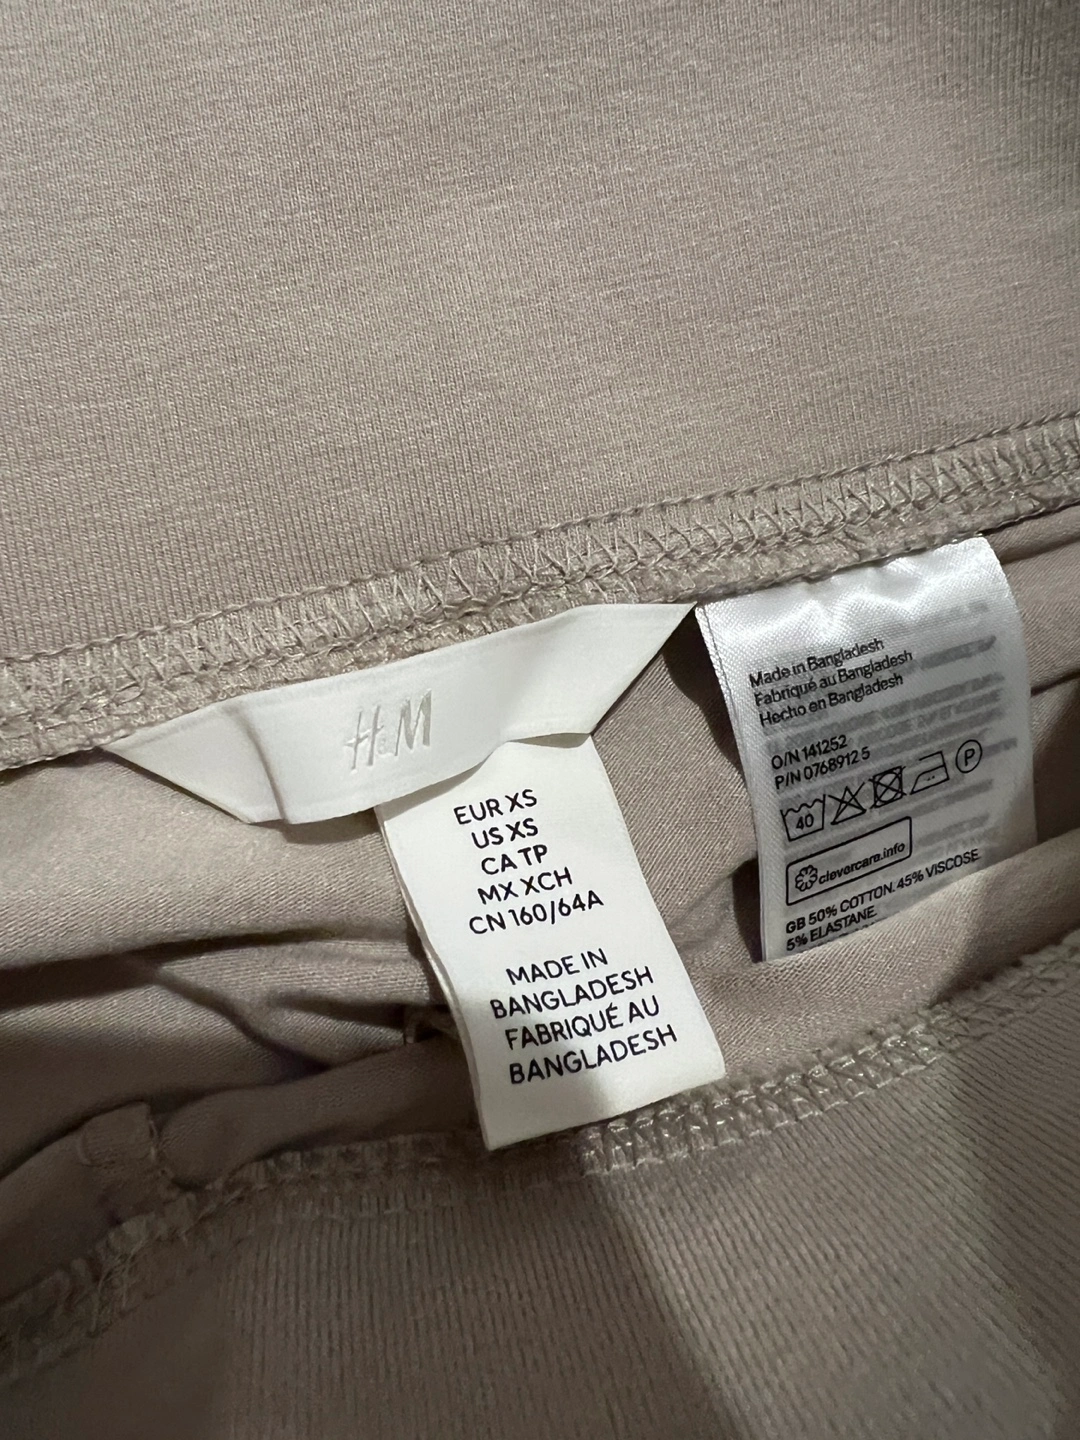 H&M
EUR XS
US XS
CA TP
MX XCH
CN 160/64A
MADE IN
BANGLADESH
FABRIQUÉ AU
BANGLADESH
Made in Bangladesh
Fabriqué au Bangladesh
Hecho en Bangladesh
O/N 141252
P/N 0768912 5
40
P
clevercare.info
GB 50% COTTON. 45% VISCOSE.
5% ELASTANE.